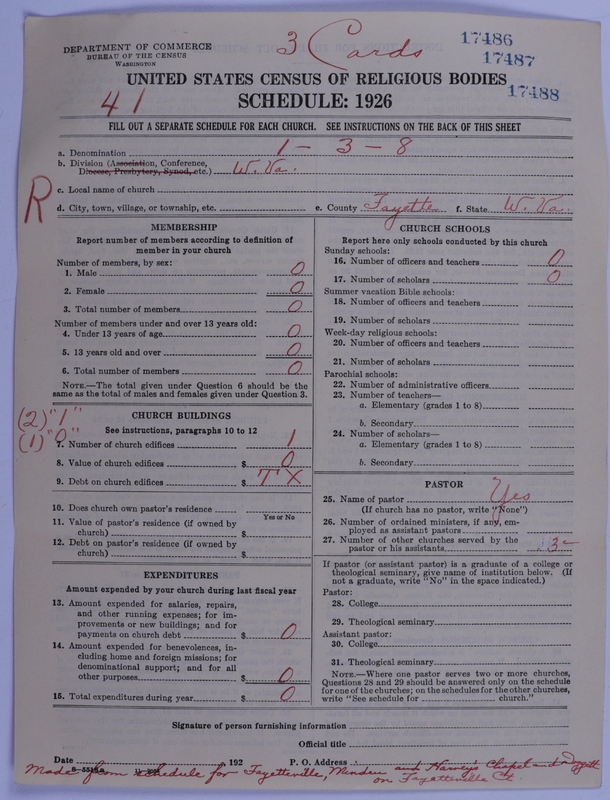 DEPARTMENT OF COMMERCE
BUREAU OF THE CENSUS
WASHINGTON
3 Cards
17486
17487
17488
UNITED STATES CENSUS OF RELIGIOUS BODIES
41
SCHEDULE: 1926
FILL OUT A SEPARATE SCHEDULE FOR EACH CHURCH. SEE INSTRUCTIONS ON THE BACK OF THIS SHEET
a. Denomination 1-3-8
b. Division (Association, Conference,
Diocese, Presbytery, Synod, etc.) W. Va.
R
c. Local name of church
d. City, town, village, or township, etc. e. County Fayette f. State W. Va.
MEMBERSHIP
Report number of members according to definition of
member in your church
Number of members, by sex:
1. Male 0
2. Female 0
3. Total number of members 0
Number of members under and over 13 years old:
4. Under 13 years of age 0
5. 13 years old and over 0
6. Total number of members 0
NOTE.—The total given under Question 6 should be the
same as the total of males and females given under Question 3.
(2) "1"
(1) "0"
CHURCH BUILDINGS
See instructions, paragraphs 10 to 12
7. Number of church edifices 1
8. Value of church edifices $ 0
9. Debt on church edifices $ 7 X
10. Does church own pastor's residence
Yes or No
11. Value of pastor's residence (if owned by
church) $
12. Debt on pastor's residence (if owned by
church) $
EXPENDITURES
Amount expended by your church during last fiscal year
13. Amount expended for salaries, repairs,
and other running expenses; for im-
provements or new buildings; and for
payments on church debt $ 0
14. Amount expended for benevolences, in-
cluding home and foreign missions; for
denominational support; and for all
other purposes $ 0
15. Total expenditures during year $ 0
CHURCH SCHOOLS
Report here only schools conducted by this church
Sunday schools:
16. Number of officers and teachers 0
17. Number of scholars 0
Summer vacation Bible schools:
18. Number of officers and teachers
19. Number of scholars
Week-day religious schools:
20. Number of officers and teachers
21. Number of scholars
Parochial schools:
22. Number of administrative officers
23. Number of teachers—
a. Elementary (grades 1 to 8)
b. Secondary
24. Number of scholars—
a. Elementary (grades 1 to 8)
b. Secondary
PASTOR
25. Name of pastor Yes
(If church has no pastor, write "None")
26. Number of ordained ministers, if any, em-
ployed as assistant pastors
27. Number of other churches served by the
pastor or his assistants 3
If pastor (or assistant pastor) is a graduate of a college or
theological seminary, give name of institution below. (If
not a graduate, write "No" in the space indicated.)
Pastor:
28. College
29. Theological seminary
Assistant pastor:
30. College
31. Theological seminary
NOTE.—Where one pastor serves two or more churches,
Questions 28 and 29 should be answered only on the schedule
for one of the churches; on the schedules for the other churches,
write "See schedule for church."
Signature of person furnishing information
Official title
Date , 192 P. O. Address
Made from schedule for Fayetteville, Minden and Harvey's Chapel and
on Fayetteville Ct.